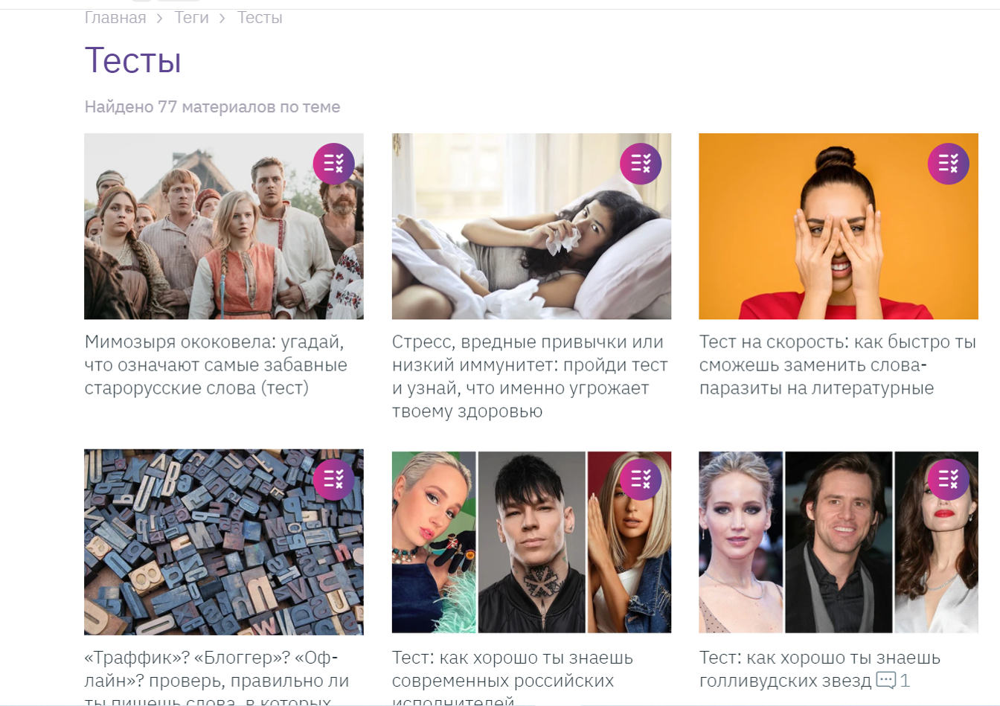 Главная > Теги > Тесты
Тесты
Найдено 77 материалов по теме
Мимозыря ококовела: угадай,
что означают самые забавные
старорусские слова (тест)
Стресс, вредные привычки или
низкий иммунитет: пройди тест
и узнай, что именно угрожает
твоему здоровью
Тест на скорость: как быстро ты
сможешь заменить слова-
паразиты на литературные
«Траффик»? «Блоггер»? «Оф-
лайн»? проверь, правильно ли
ты пишешь слова, в которых
Тест: как хорошо ты знаешь
современных российских
исполнителей
Тест: как хорошо ты знаешь
голливудских звезд 1